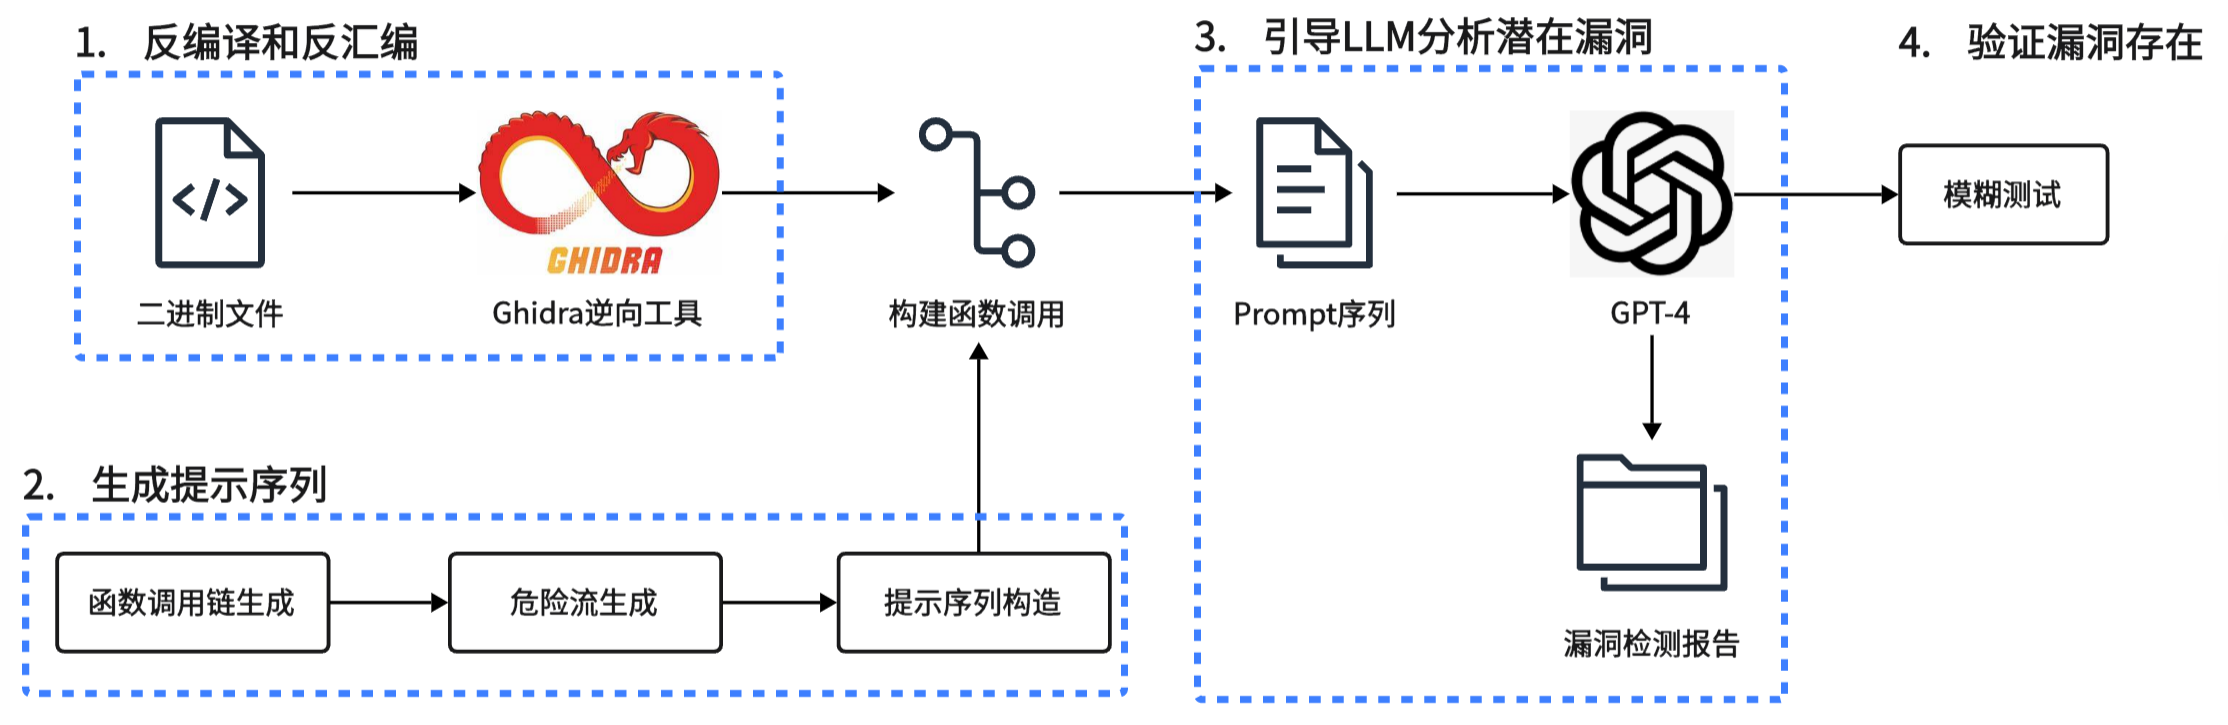 1. 反编译和反汇编
</>
GHIDRA
二进制文件
Ghidra逆向工具
构建函数调用
2. 生成提示序列
函数调用链生成
危险流生成
提示序列构造
3. 引导LLM分析潜在漏洞
Prompt序列
GPT-4
漏洞检测报告
4. 验证漏洞存在
模糊测试